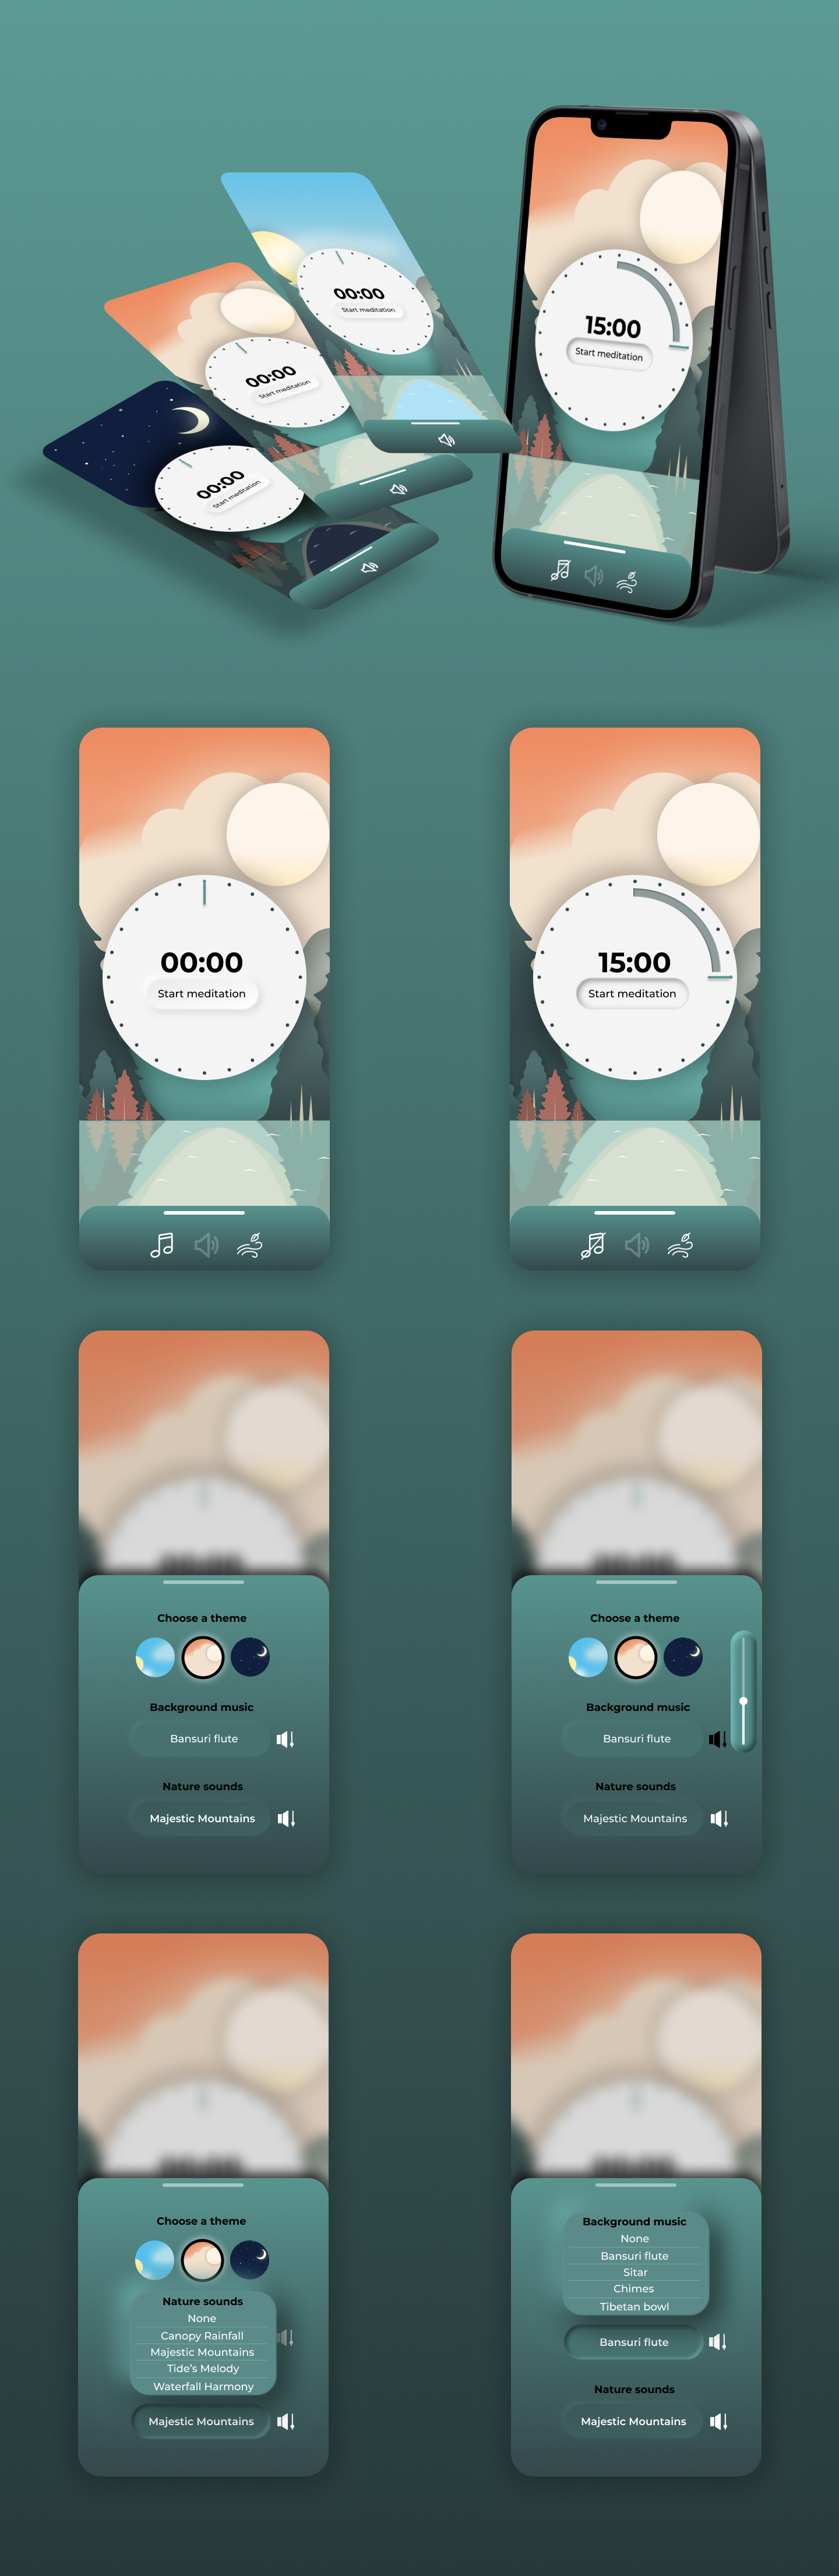 00:00
Start meditation
00:00
Start meditation
00:00
Start meditation
15:00
Start meditation
00:00
Start meditation
15:00
Start meditation
Choose a theme
Background music
Bansuri flute
Nature sounds
Majestic Mountains
Choose a theme
Background music
Bansuri flute
Nature sounds
Majestic Mountains
Choose a theme
Nature sounds
None
Canopy Rainfall
Majestic Mountains
Tide's Melody
Waterfall Harmony
Majestic Mountains
Background music
None
Bansuri flute
Sitar
Chimes
Tibetan bowl
Bansuri flute
Nature sounds
Majestic Mountains